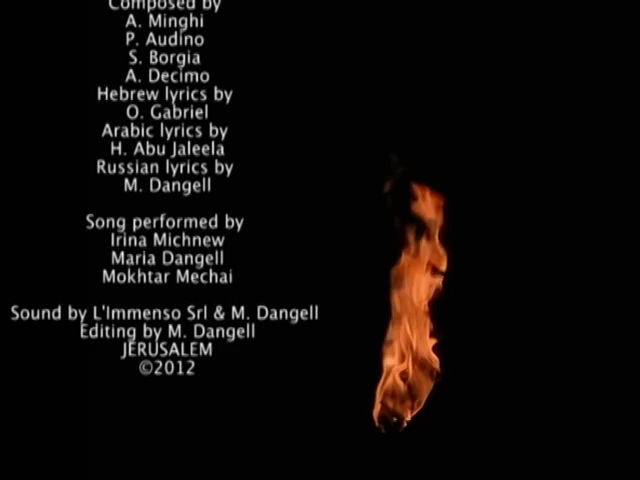 Composed by
A. Minghi
P. Audino
S. Borgia
A. Decimo
Hebrew lyrics by
O. Gabriel
Arabic lyrics by
H. Abu Jaleela
Russian lyrics by
M. Dangell
Song performed by
Irina Michnew
Maria Dangell
Mokhtar Mechai
Sound by L'Immenso Srl & M. Dangell
Editing by M. Dangell
JERUSALEM
©2012